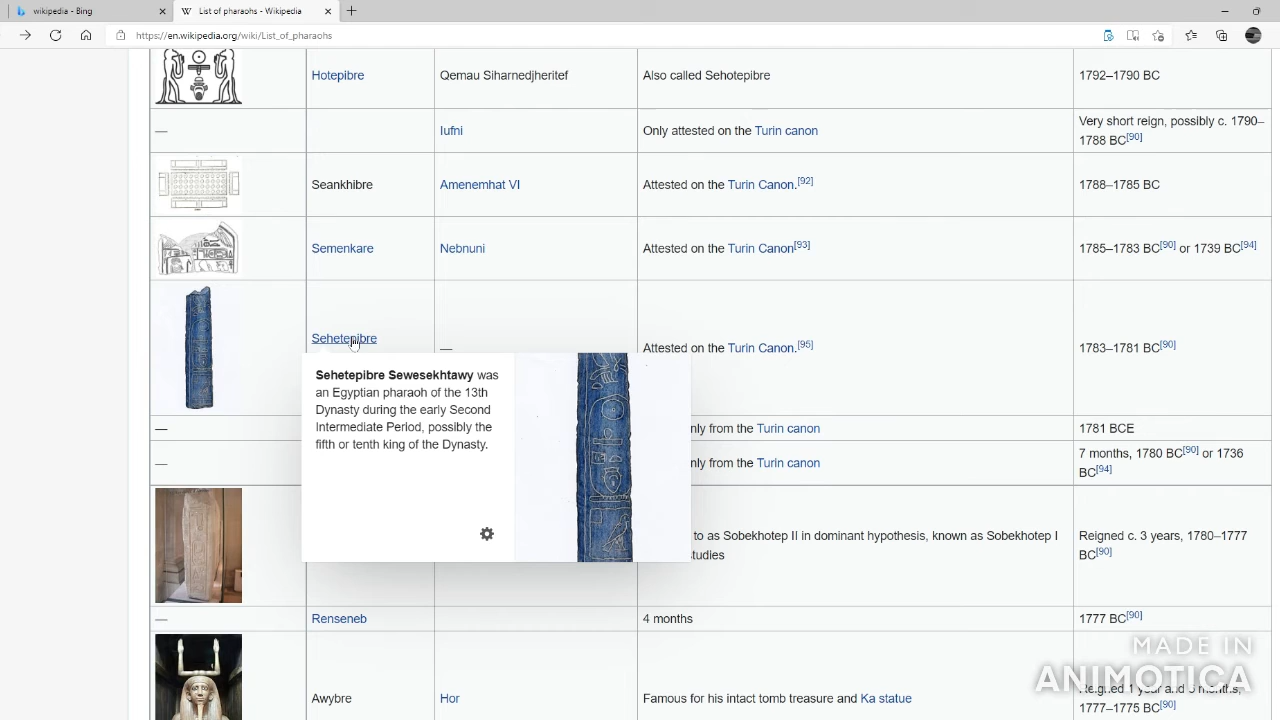 wikipedia - Bing
List of pharaohs - Wikipedia
https://en.wikipedia.org/wiki/List_of_pharaohs
Hotepibre Qemau Siharnedjheritef Also called Sehotepibre 1792–1790 BC
— Iufni Only attested on the Turin canon Very short reign, possibly c. 1790–
1788 BC[90]
Seankhibre Amenemhat VI Attested on the Turin Canon.[92] 1788–1785 BC
Semenkare Nebnuni Attested on the Turin Canon[93] 1785–1783 BC[90] or 1739 BC[94]
Sehetepibre — Attested on the Turin Canon.[95] 1783–1781 BC[90]
Sehetepibre Sewesekhtawy was
an Egyptian pharaoh of the 13th
Dynasty during the early Second
Intermediate Period, possibly the
fifth or tenth king of the Dynasty.
— nly from the Turin canon 1781 BCE
— nly from the Turin canon 7 months, 1780 BC[90] or 1736
BC[94]
to as Sobekhotep II in dominant hypothesis, known as Sobekhotep I
tudies
Reigned c. 3 years, 1780–1777
BC[90]
— Renseneb 4 months 1777 BC[90]
Awybre Hor Famous for his intact tomb treasure and Ka statue
Reigned 1 year and months,
1777–1775 BC[90]
MADE IN
ANIMOTICA